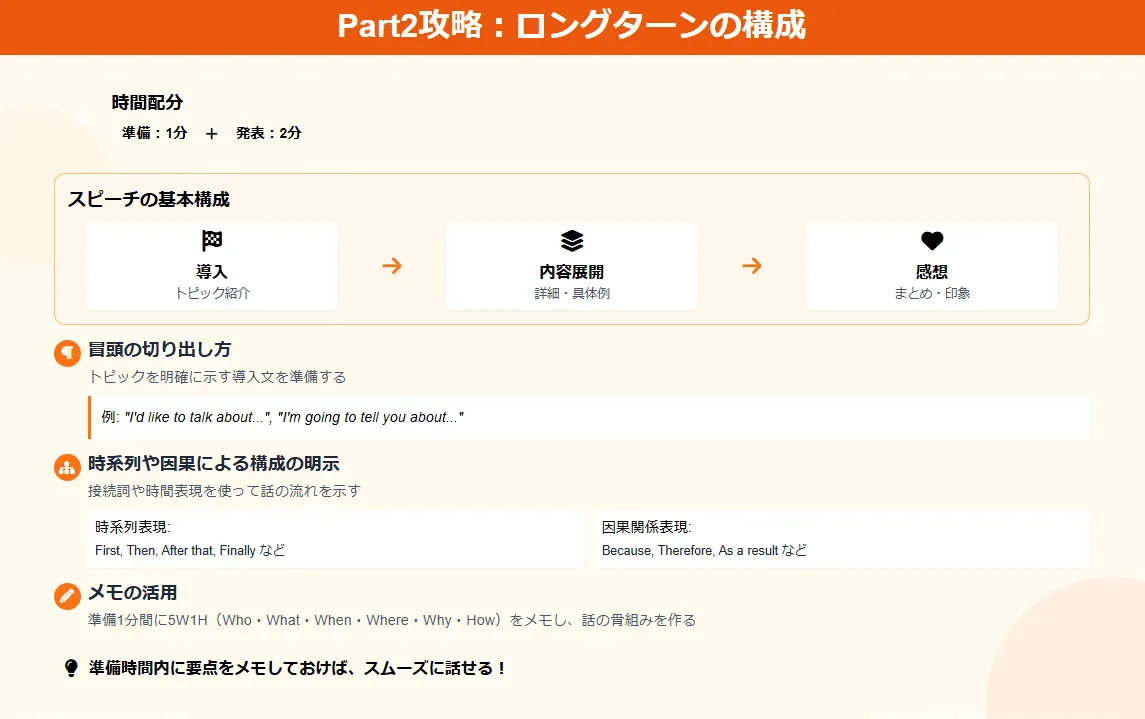 Part2攻略：ロングターンの構成
時間配分
準備：1分 ＋ 発表：2分
スピーチの基本構成
導入
トピック紹介
内容展開
詳細・具体例
感想
まとめ・印象
冒頭の切り出し方
トピックを明確に示す導入文を準備する
例: "I'd like to talk about...", "I'm going to tell you about..."
時系列や因果による構成の明示
接続詞や時間表現を使って話の流れを示す
時系列表現:
First, Then, After that, Finally など
因果関係表現:
Because, Therefore, As a result など
メモの活用
準備1分間に5W1H（Who・What・When・Where・Why・How）をメモし、話の骨組みを作る
準備時間内に要点をメモしておけば、スムーズに話せる！